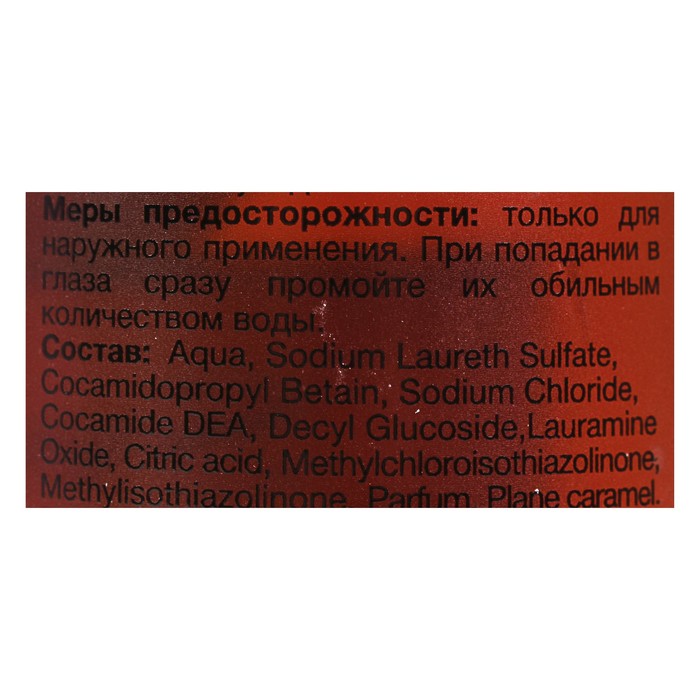 Меры предосторожности: только для
наружного применения. При попадании в
глаза сразу промойте их обильным
количеством воды.
Состав: Aqua, Sodium Laureth Sulfate,
Cocamidopropyl Betain, Sodium Chloride,
Cocamide DEA, Decyl Glucoside,Lauramine
Oxide, Citric acid, Methylchloroisothiazolinone,
Methylisothiazolinone, Parfum, Plane caramel.